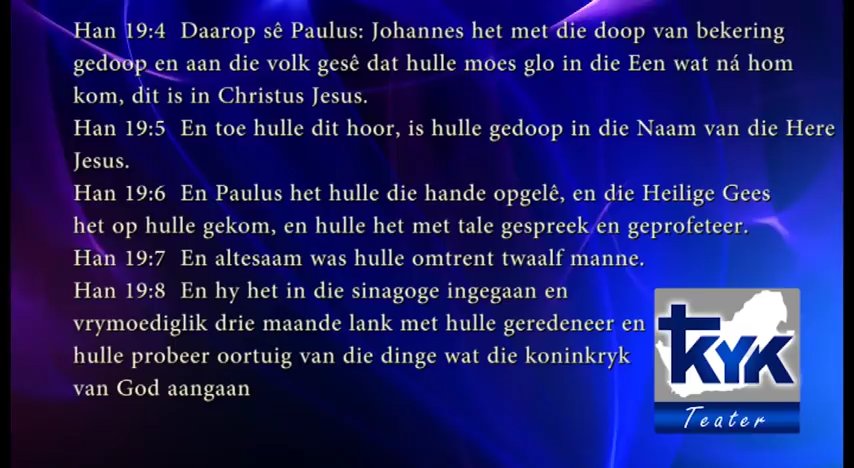 Han 19:4 Daarop sê Paulus: Johannes het met die doop van bekering
gedoop en aan die volk gesê dat hulle moes glo in die Een wat ná hom
kom, dit is in Christus Jesus.
Han 19:5 En toe hulle dit hoor, is hulle gedoop in die Naam van die Here
Jesus.
Han 19:6 En Paulus het hulle die hande opgelê, en die Heilige Gees
het op hulle gekom, en hulle het met tale gespreek en geprofeteer.
Han 19:7 En altesaam was hulle omtrent twaalf manne.
Han 19:8 En hy het in die sinagoge ingegaan en
vrymoediglik drie maande lank met hulle geredeneer en
hulle probeer oortuig van die dinge wat die koninkryk
van God aangaan
tKYK
Teater